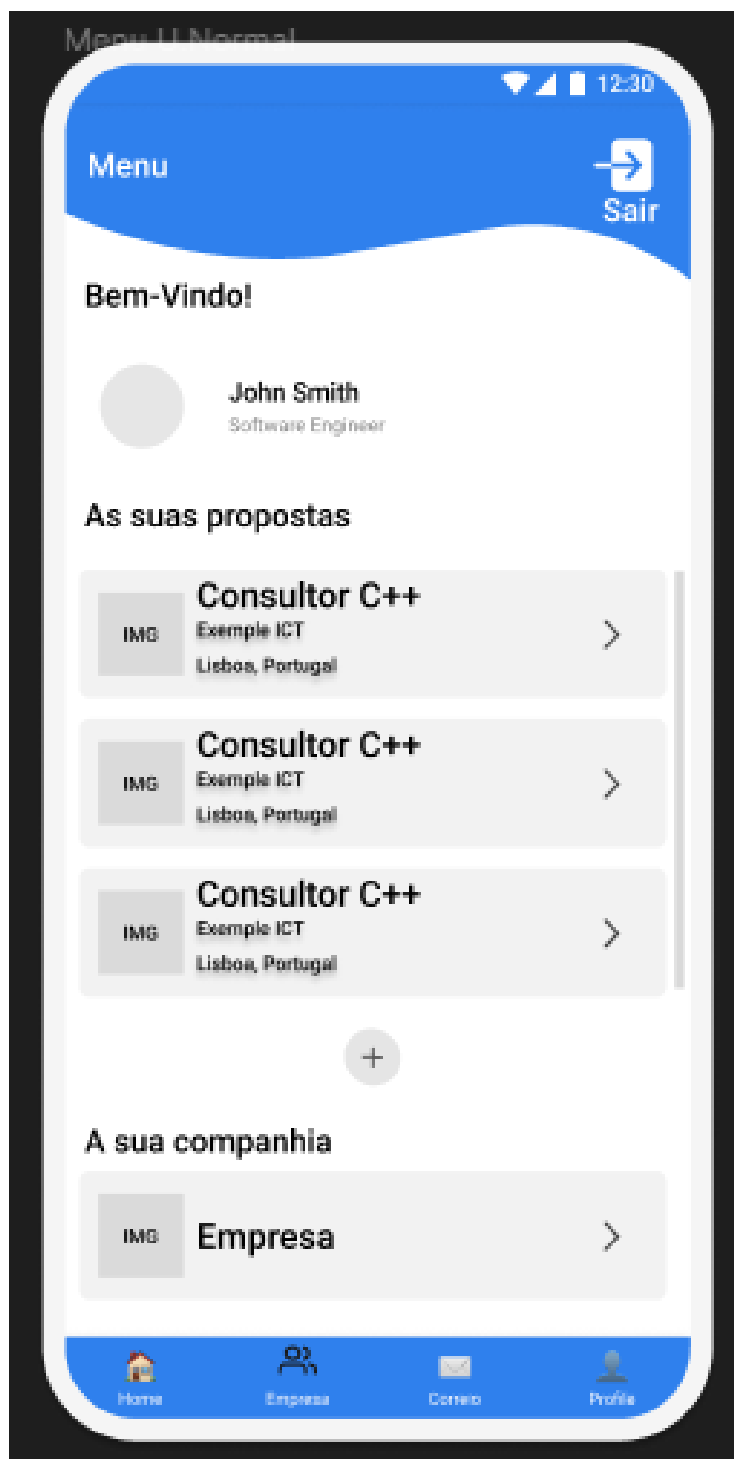 Menu U Normal
12:30
Menu
Sair
Bem-Vindo!
John Smith
Software Engineer
As suas propostas
Consultor C++
IMG
Exemple ICT
Lisboa, Portugal
Consultor C++
IMG
Exemple ICT
Lisboa, Portugal
Consultor C++
IMG
Exemple ICT
Lisboa, Portugal
+
A sua companhia
IMG
Empresa
Home
Empresa
Correio
Profile